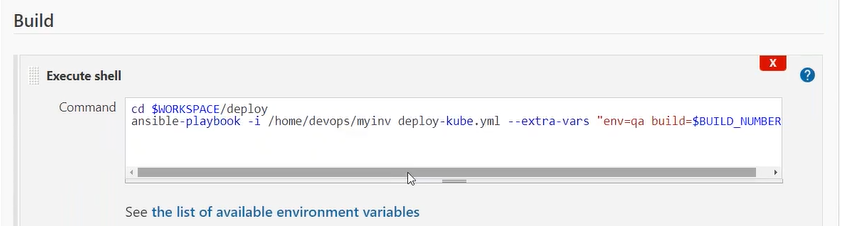 Build
Execute shell
X
?
Command
cd $WORKSPACE/deploy
ansible-playbook -i /home/devops/myinv deploy-kube.yml --extra-vars "env=qa build=$BUILD_NUMBER
See the list of available environment variables